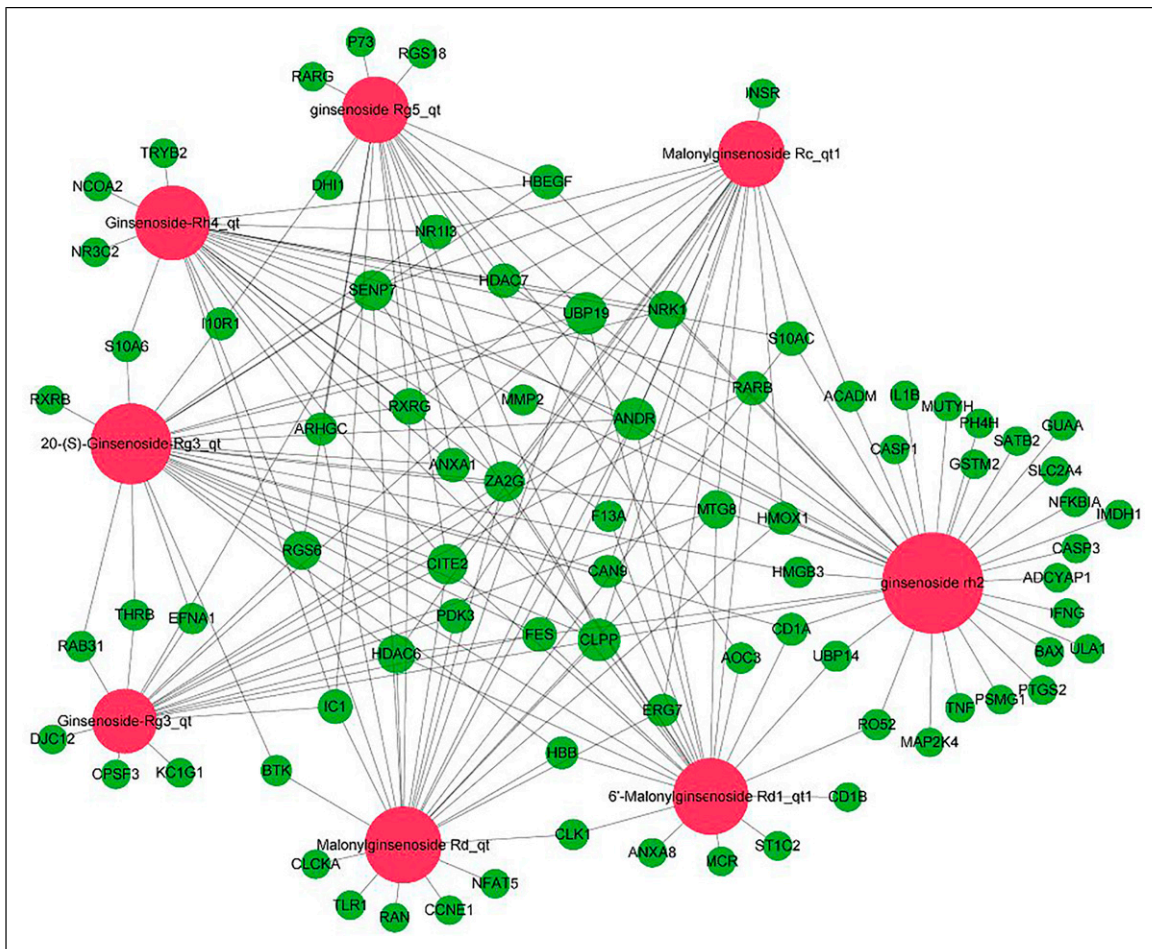 P73
RGS18
RARG
ginsenoside Rg5_qt
INSR
Malonylginsenoside Rc_qt1
TRYB2
NCOA2
DHI1
HBEGF
Ginsenoside-Rh4_qt
NR1I3
NR3C2
HDAC7
SENP7
UBP19
NRK1
I10R1
S10A6
S10AC
RXRB
RARB
ACADM
IL1B
MUTYH
MMP2
RXRG
ANDR
PH4H
GUAA
ARHGC
SATB2
20-(S)-Ginsenoside-Rg3_qt
CASP1
GSTM2
ANXA1
SLC2A4
ZA2G
NFKBIA
MTG8
F13A
HMOX1
IMDH1
RGS6
CASP3
CITE2
CAN9
HMGB3
ADCYAP1
ginsenoside rh2
THRB
EFNA1
PDK3
IFNG
FES
CLPP
CD1A
RAB31
HDAC6
AOC3
UBP14
BAX
ULA1
PTGS2
PSMG1
TNF
IC1
ERG7
Ginsenoside-Rg3_qt
RO52
DJC12
MAP2K4
HBB
CPSF3
KC1G1
BTK
6'-Malonylginsenoside Rd1_qt1
CD1B
CLK1
Malonylginsenoside Rd_qt
ST1C2
ANXA8
MCR
CLCKA
NFAT5
TLR1
RAN
CCNE1